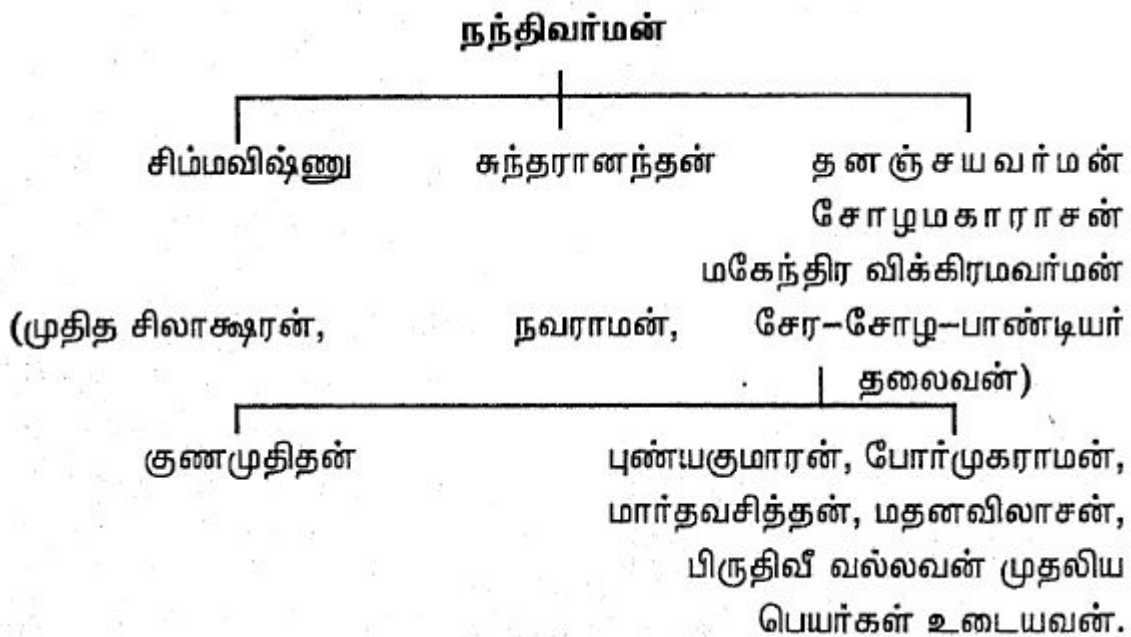 நந்திவர்மன்
சிம்மவிஷ்ணு சுந்தரானந்தன் தனஞ்சயவர்மன்
சோழமகாராசன்
மகேந்திர விக்கிரமவர்மன்
(முதித சிலாக்ஷரன், நவராமன், சேர-சோழ-பாண்டியர்
தலைவன்)
குணமுதிதன் புண்யகுமாரன், போர்முகராமன்,
மார்தவசித்தன், மதனவிலாசன்,
பிருதிவீ வல்லவன் முதலிய
பெயர்கள் உடையவன்.